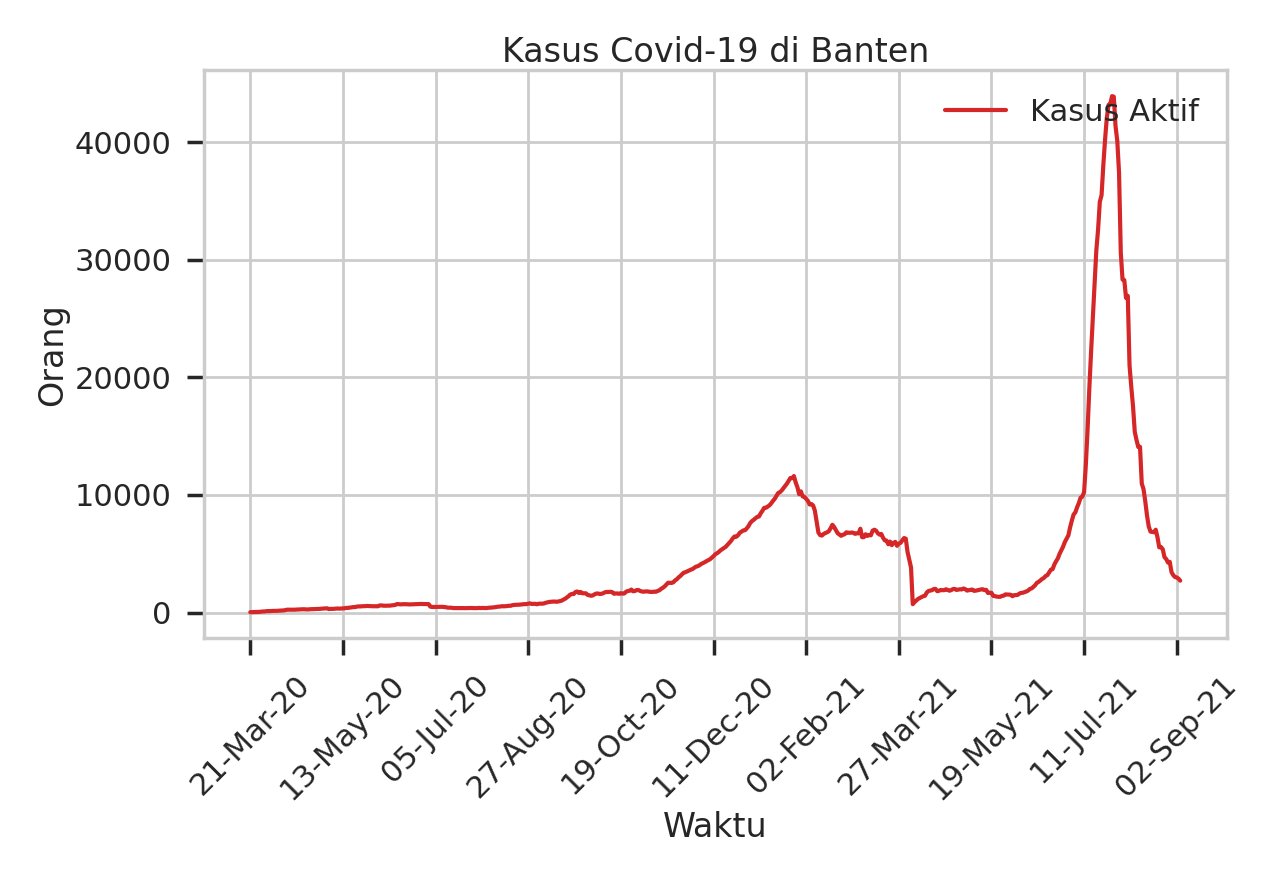 Kasus Covid-19 di Banten
Kasus Aktif
40000
30000
20000
10000
0
Orang
21-Mar-20
13-May-20
05-Jul-20
27-Aug-20
19-Oct-20
11-Dec-20
02-Feb-21
27-Mar-21
19-May-21
11-Jul-21
02-Sep-21
Waktu